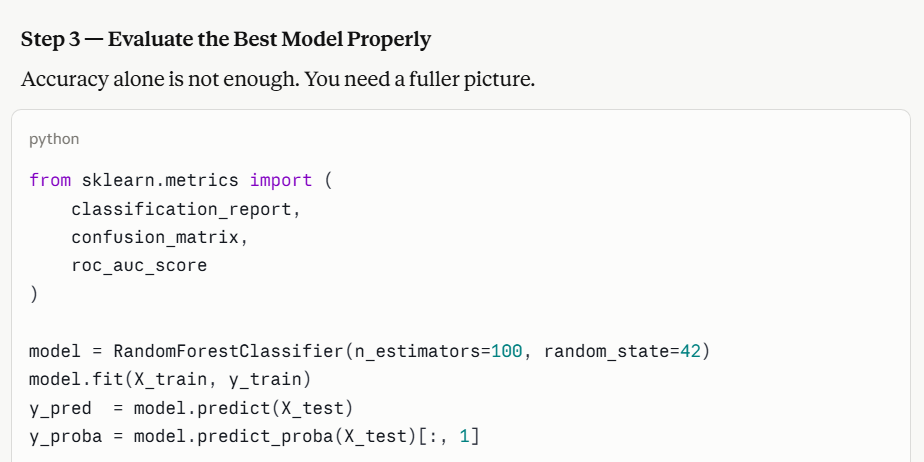 Step 3 — Evaluate the Best Model Properly
Accuracy alone is not enough. You need a fuller picture.
python
from sklearn.metrics import (
    classification_report,
    confusion_matrix,
    roc_auc_score
)
model = RandomForestClassifier(n_estimators=100, random_state=42)
model.fit(X_train, y_train)
y_pred  = model.predict(X_test)
y_proba = model.predict_proba(X_test)[:, 1]